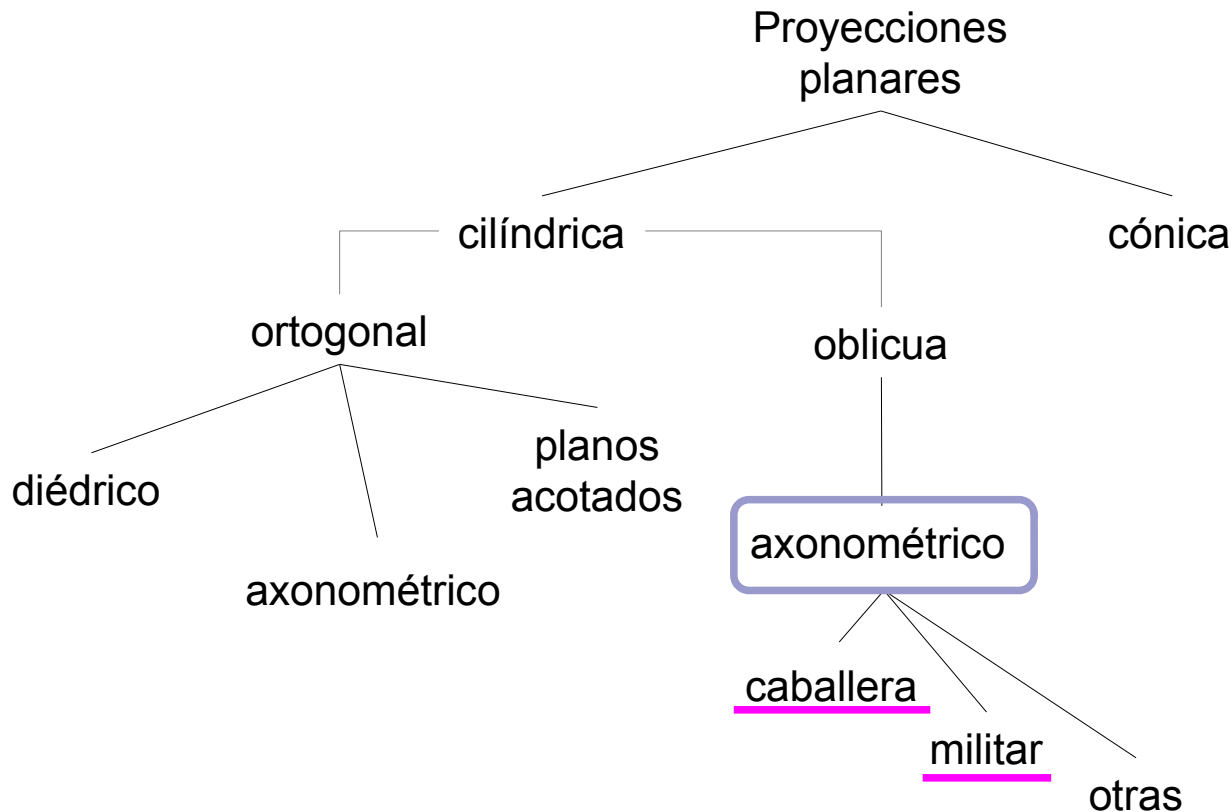 Proyecciones
planares
cilíndrica
cónica
ortogonal
oblicua
diédrico
axonométrico
planos
acotados
axonométrico
caballera
militar
otras